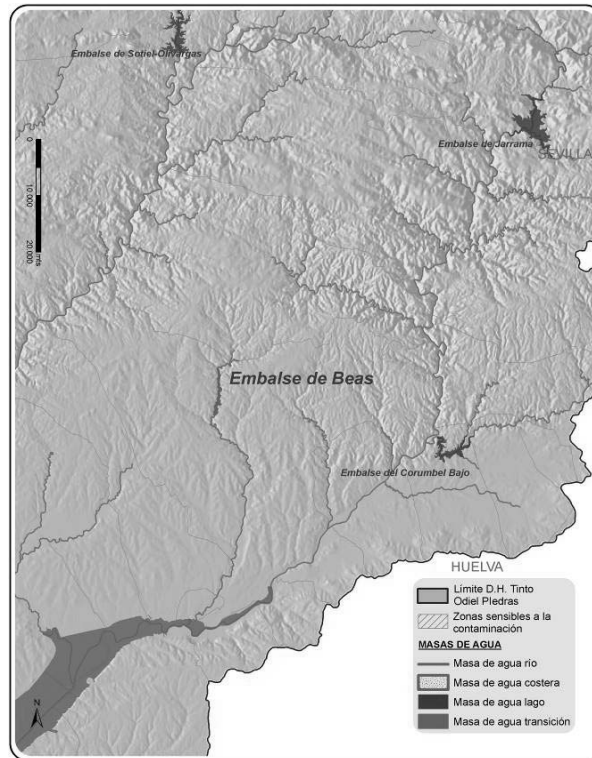 Embalse de Sotiel-Olivargas
Embalse de Jarrama
SEVILLA
0
10 000
20 000
mts
Embalse de Beas
Embalse del Corumbel Bajo
HUELVA
Límite D.H. Tinto
Odiel Piedras
Zonas sensibles a la
contaminación
MASAS DE AGUA
Masa de agua río
Masa de agua costera
Masa de agua lago
Masa de agua transición
N